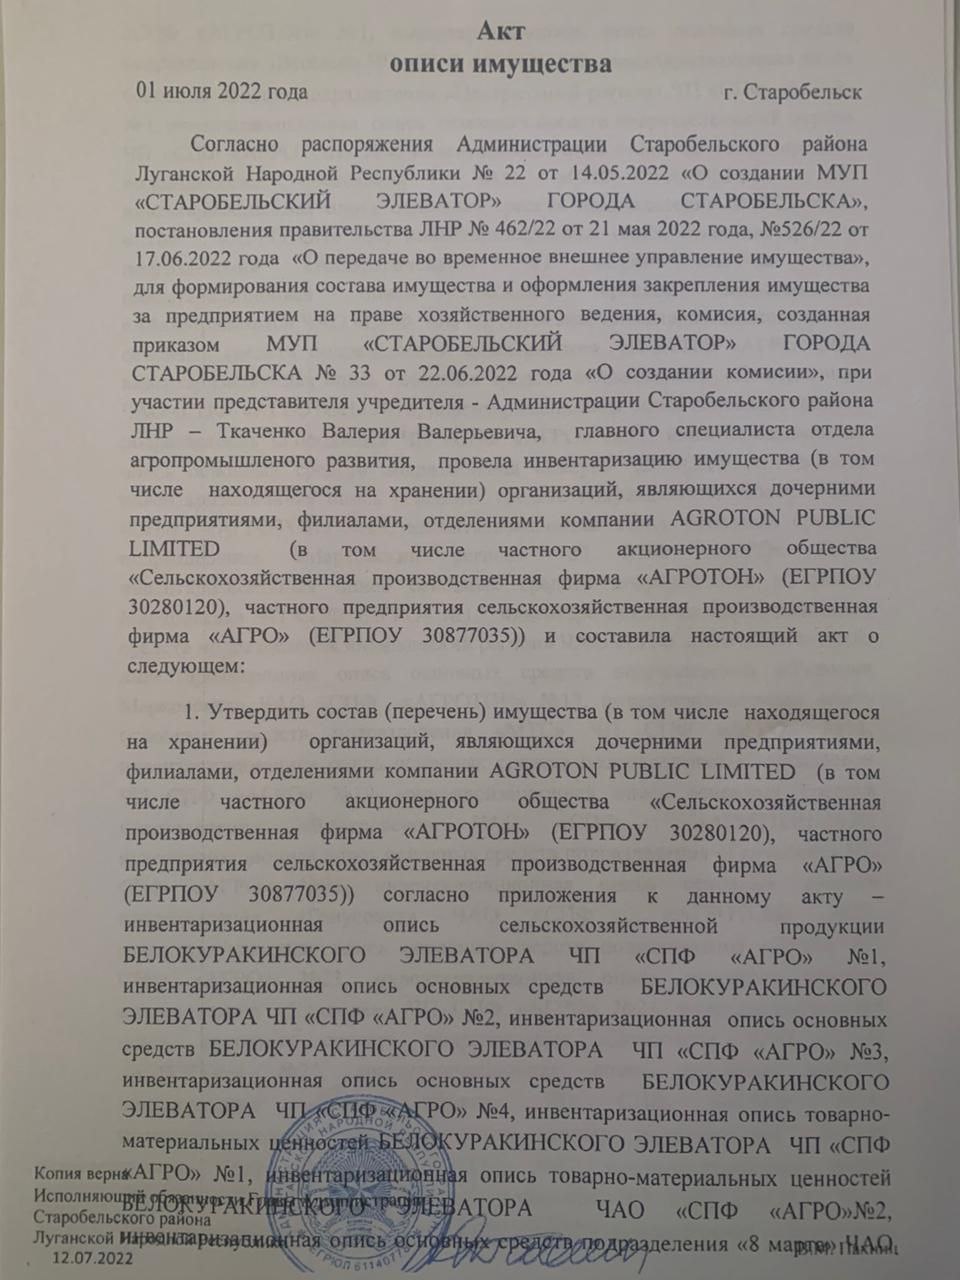 Акт
описи имущества
01 июля 2022 года г. Старобельск
Согласно распоряжения Администрации Старобельского района
Луганской Народной Республики № 22 от 14.05.2022 «О создании МУП
«СТАРОБЕЛЬСКИЙ ЭЛЕВАТОР» ГОРОДА СТАРОБЕЛЬСКА»,
постановления правительства ЛНР № 462/22 от 21 мая 2022 года, №526/22 от
17.06.2022 года «О передаче во временное внешнее управление имущества»,
для формирования состава имущества и оформления закрепления имущества
за предприятием на праве хозяйственного ведения, комисия, созданная
приказом МУП «СТАРОБЕЛЬСКИЙ ЭЛЕВАТОР» ГОРОДА
СТАРОБЕЛЬСКА № 33 от 22.06.2022 года «О создании комисии», при
участии представителя учредителя - Администрации Старобельского района
ЛНР – Ткаченко Валерия Валерьевича, главного специалиста отдела
агропромышленого развития, провела инвентаризацию имущества (в том
числе находящегося на хранении) организаций, являющихся дочерними
предприятиями, филиалами, отделениями компании AGROTON PUBLIC
LIMITED (в том числе частного акционерного общества
«Сельскохозяйственная производственная фирма «АГРОТОН» (ЕГРПОУ
30280120), частного предприятия сельскохозяйственная производственная
фирма «АГРО» (ЕГРПОУ 30877035)) и составила настоящий акт о
следующем:
1. Утвердить состав (перечень) имущества (в том числе находящегося
на хранении) организаций, являющихся дочерними предприятиями,
филиалами, отделениями компании AGROTON PUBLIC LIMITED (в том
числе частного акционерного общества «Сельскохозяйственная
производственная фирма «АГРОТОН» (ЕГРПОУ 30280120), частного
предприятия сельскохозяйственная производственная фирма «АГРО»
(ЕГРПОУ 30877035)) согласно приложения к данному акту –
инвентаризационная опись сельскохозяйственной продукции
БЕЛОКУРАКИНСКОГО ЭЛЕВАТОРА ЧП «СПФ «АГРО» №1,
инвентаризационная опись основных средств БЕЛОКУРАКИНСКОГО
ЭЛЕВАТОРА ЧП «СПФ «АГРО» №2, инвентаризационная опись основных
средств БЕЛОКУРАКИНСКОГО ЭЛЕВАТОРА ЧП «СПФ «АГРО» №3,
инвентаризационная опись основных средств БЕЛОКУРАКИНСКОГО
ЭЛЕВАТОРА ЧП «СПФ «АГРО» №4, инвентаризационная опись товарно-
материальных ценностей БЕЛОКУРАКИНСКОГО ЭЛЕВАТОРА ЧП «СПФ
«АГРО» №1, инвентаризационная опись товарно-материальных ценностей
БЕЛОКУРАКИНСКОГО ЭЛЕВАТОРА ЧАО «СПФ «АГРО»№2,
инвентаризационная опись основных средств подразделения «8 марта» ЧАО
Копия верна
Исполняющий обязанности Главы Администрации
Старобельского района
Луганской Народной Республики
12.07.2022